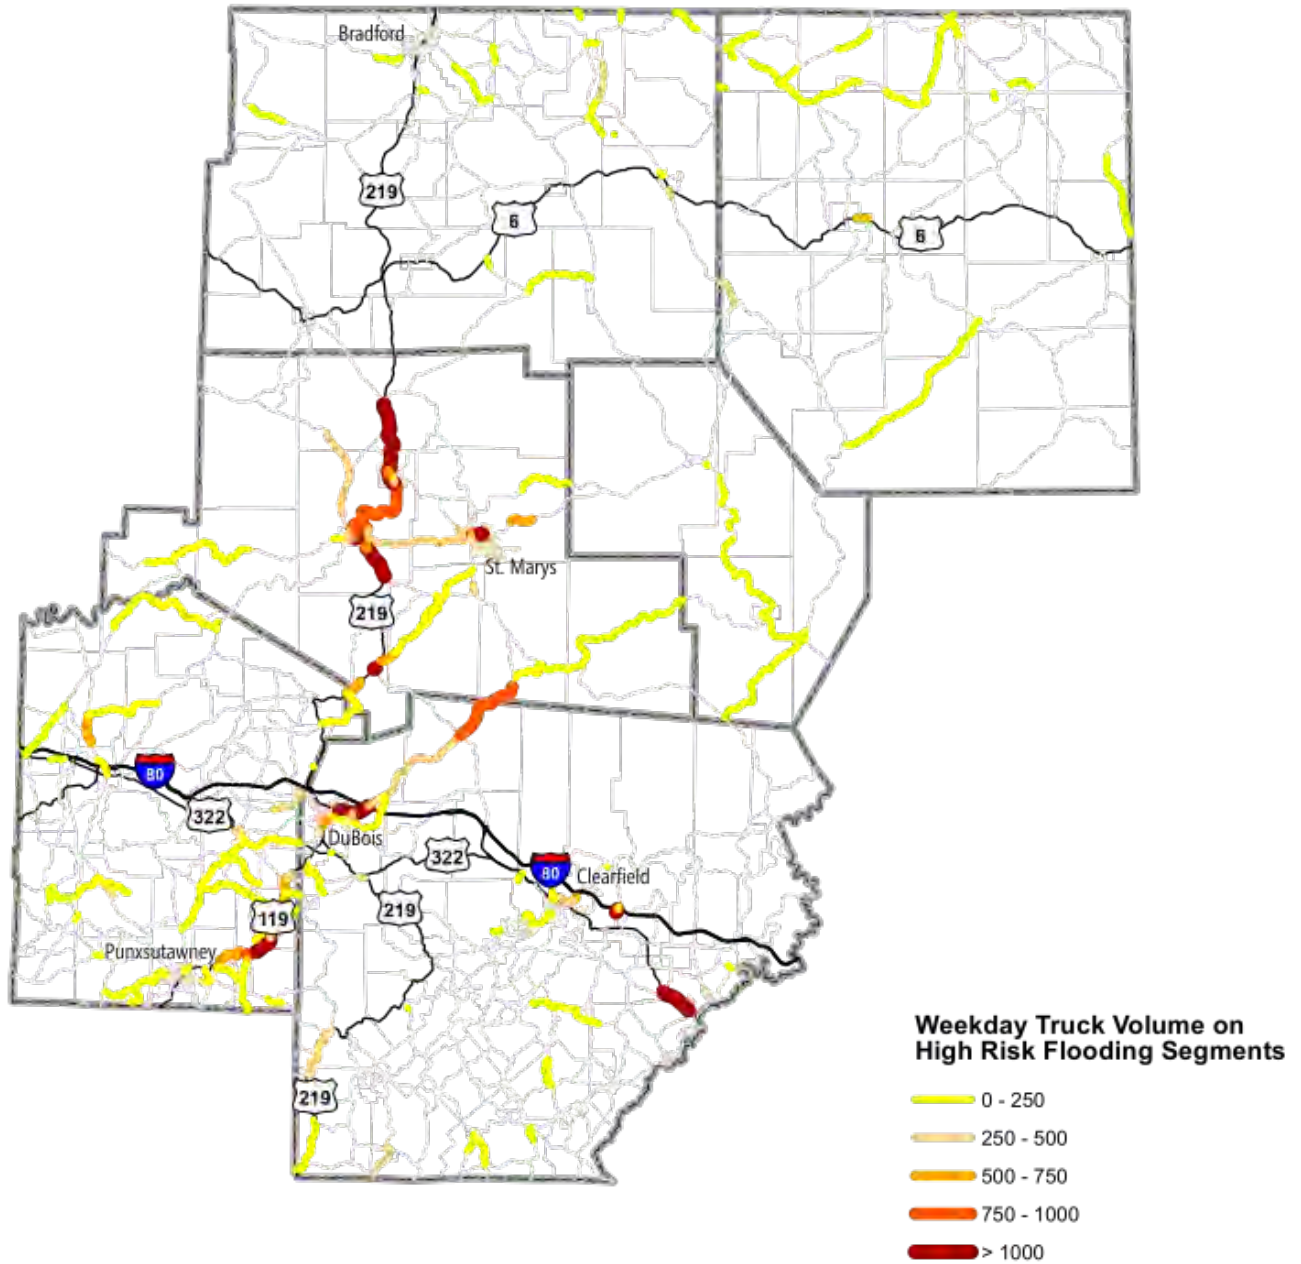 Bradford
219
6
6
St. Marys
219
80
322
DuBois
322
80
Clearfield
219
119
Punxsutawney
219
Weekday Truck Volume on
High Risk Flooding Segments
0 - 250
250 - 500
500 - 750
750 - 1000
> 1000